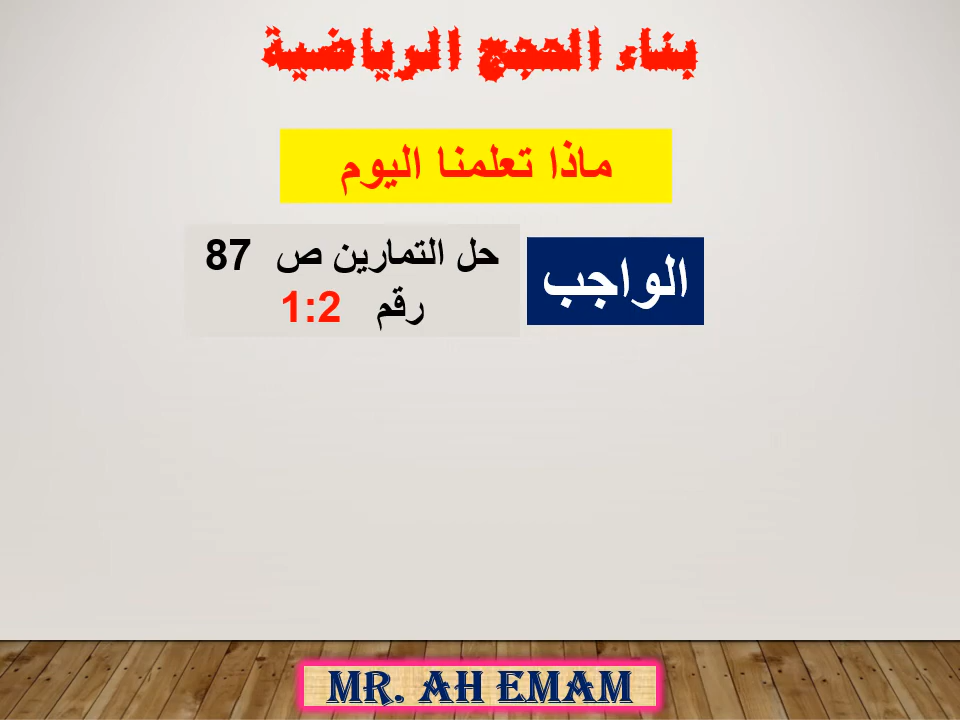 بناء الحجج الرياضية
ماذا تعلمنا اليوم
الواجب
حل التمارين ص 87
رقم 1:2
MR. AH EMAM